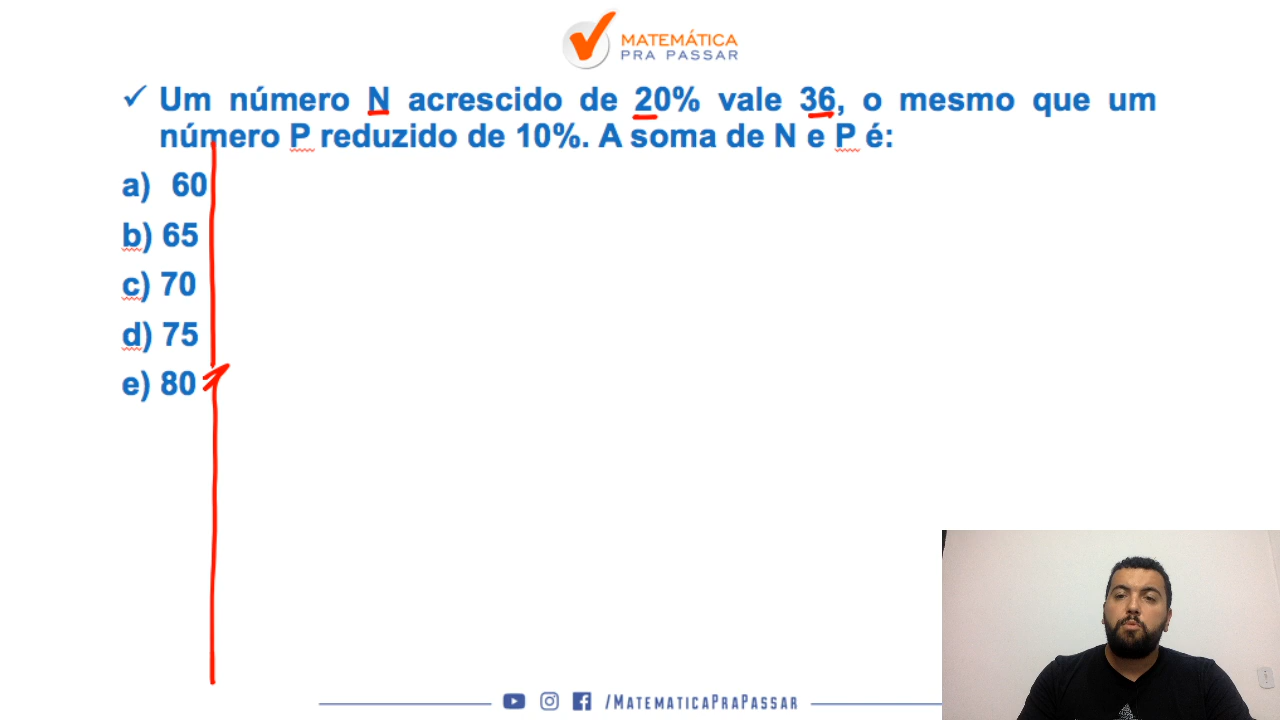 MATEMÁTICA
PRA PASSAR
✓ Um número N acrescido de 20% vale 36, o mesmo que um
número P reduzido de 10%. A soma de N e P é:
a) 60
b) 65
c) 70
d) 75
e) 80
/MATEMATICAPRAPASSAR